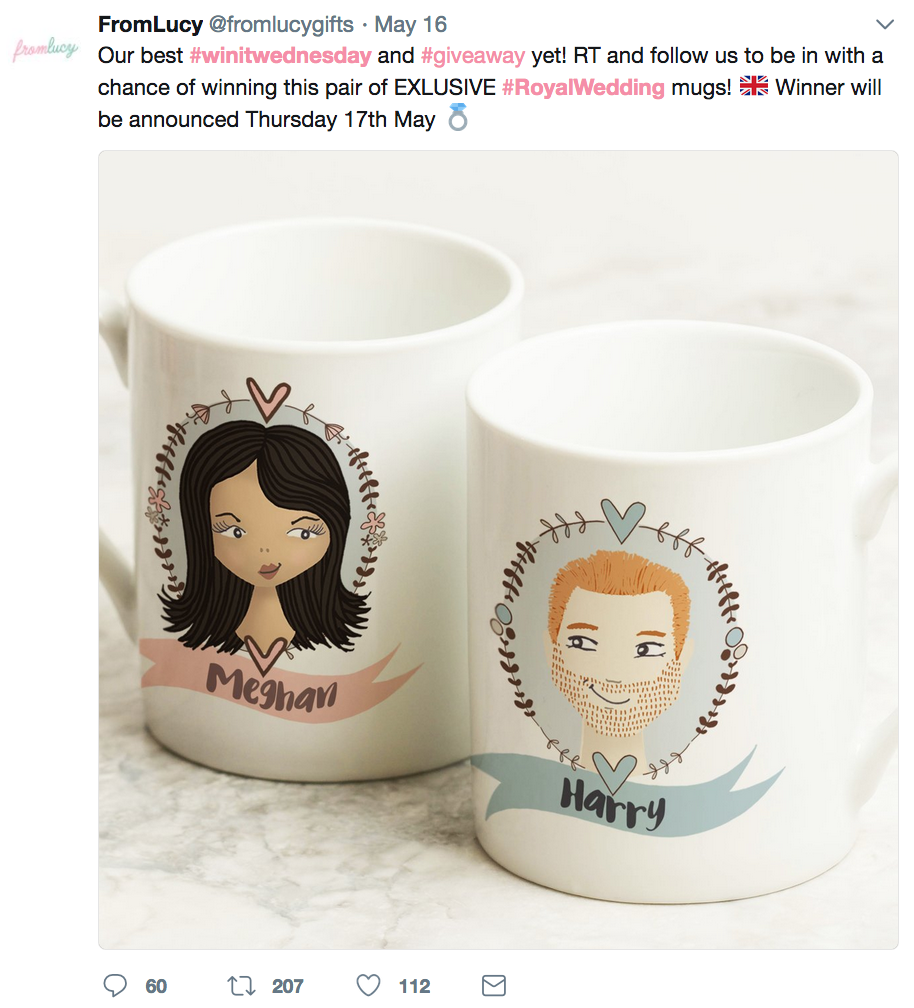 fromlucy
FromLucy @fromlucygifts · May 16
Our best #winitwednesday and #giveaway yet! RT and follow us to be in with a
chance of winning this pair of EXLUSIVE #RoyalWedding mugs! 🇬🇧 Winner will
be announced Thursday 17th May 💍
Meghan
Harry
60 207 112